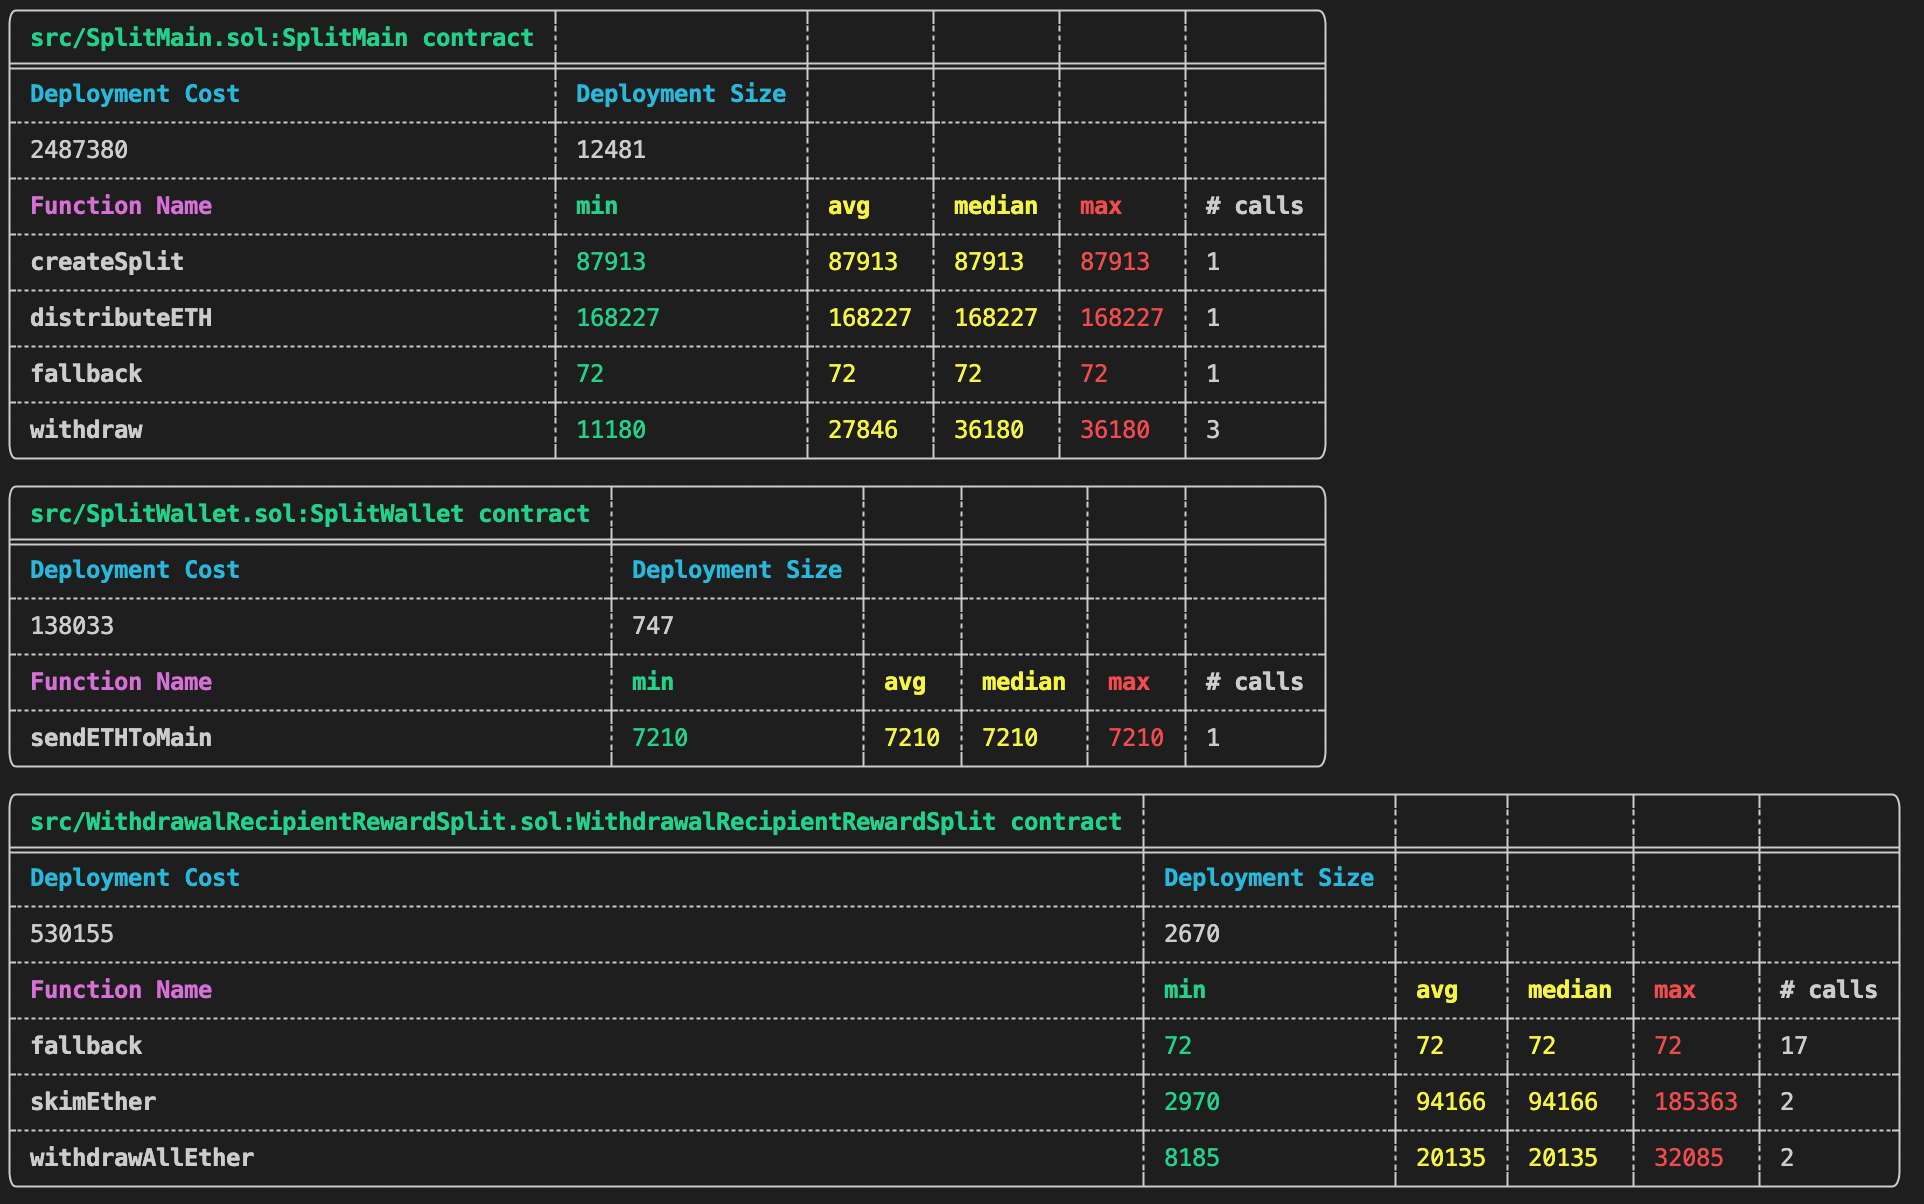 src/SplitMain.sol:SplitMain contract
Deployment Cost Deployment Size
2487380 12481
Function Name min avg median max # calls
createSplit 87913 87913 87913 87913 1
distributeETH 168227 168227 168227 168227 1
fallback 72 72 72 72 1
withdraw 11180 27846 36180 36180 3
src/SplitWallet.sol:SplitWallet contract
Deployment Cost Deployment Size
138033 747
Function Name min avg median max # calls
sendETHToMain 7210 7210 7210 7210 1
src/WithdrawalRecipientRewardSplit.sol:WithdrawalRecipientRewardSplit contract
Deployment Cost Deployment Size
530155 2670
Function Name min avg median max # calls
fallback 72 72 72 72 17
skimEther 2970 94166 94166 185363 2
withdrawAllEther 8185 20135 20135 32085 2